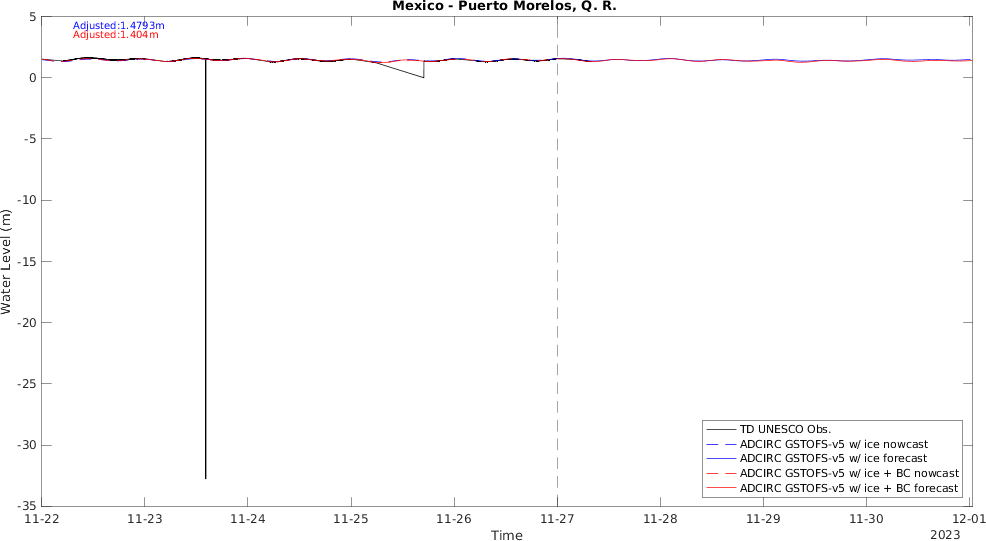 Mexico - Puerto Morelos, Q. R.
Adjusted:1.4793m
Adjusted:1.404m
5
0
-5
-10
-15
-20
-25
-30
-35
Water Level (m)
TD UNESCO Obs.
ADCIRC GSTOFS-v5 w/ ice nowcast
ADCIRC GSTOFS-v5 w/ ice forecast
ADCIRC GSTOFS-v5 w/ ice + BC nowcast
ADCIRC GSTOFS-v5 w/ ice + BC forecast
11-22 11-23 11-24 11-25 11-26 11-27 11-28 11-29 11-30 12-01
Time
2023